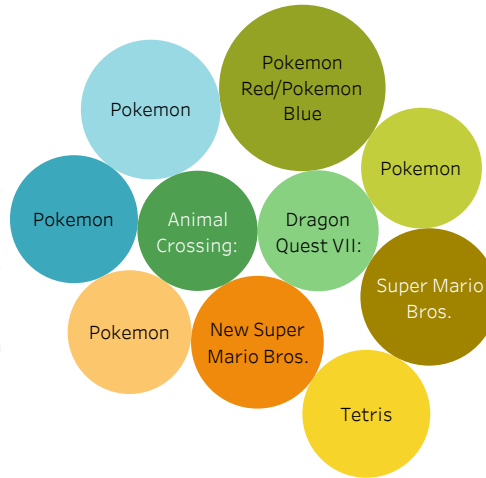 Pokemon
Red/Pokemon
Blue
Pokemon
Pokemon
Pokemon
Animal
Crossing:
Dragon
Quest VII:
Super Mario
Bros.
Pokemon
New Super
Mario Bros.
Tetris